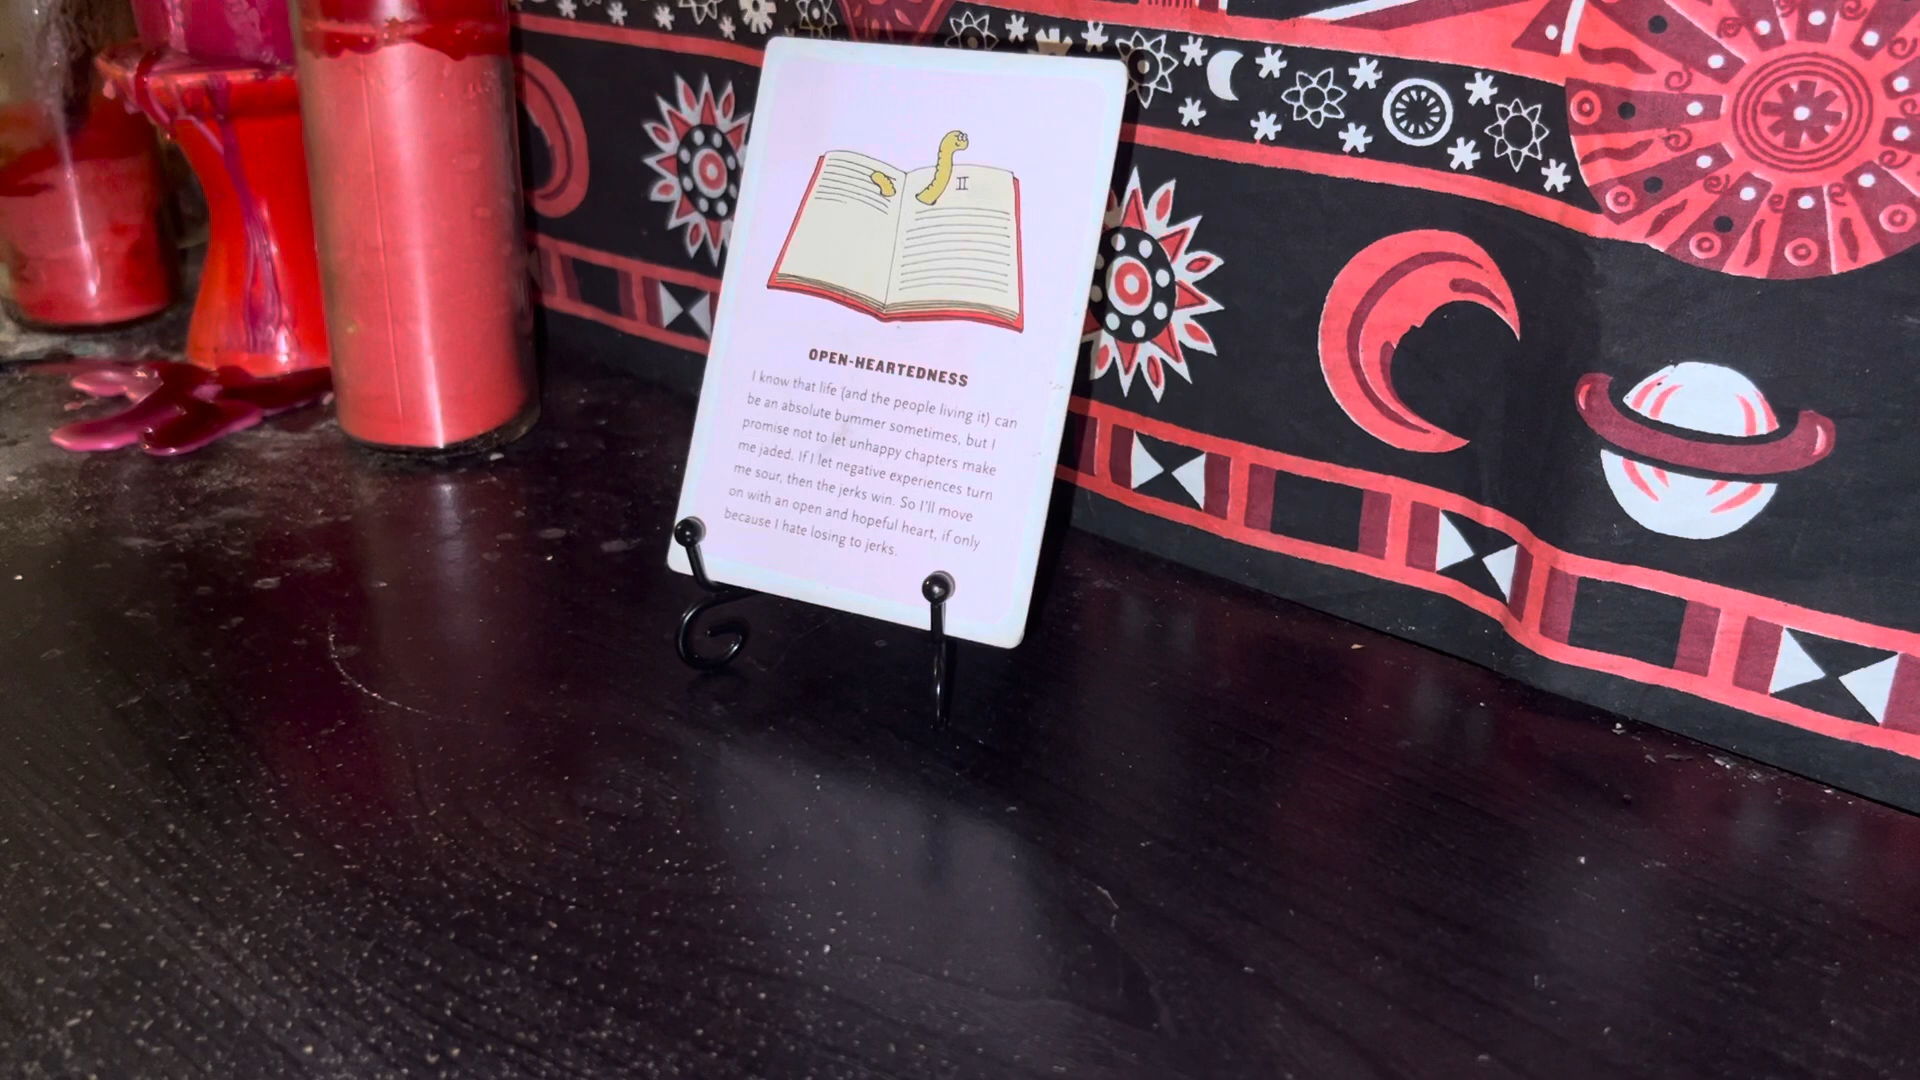 II
OPEN-HEARTEDNESS
I know that life (and the people living it) can
be an absolute bummer sometimes, but I
promise not to let unhappy chapters make
me jaded. If I let negative experiences turn
me sour, then the jerks win. So I'll move
on with an open and hopeful heart, if only
because I hate losing to jerks.